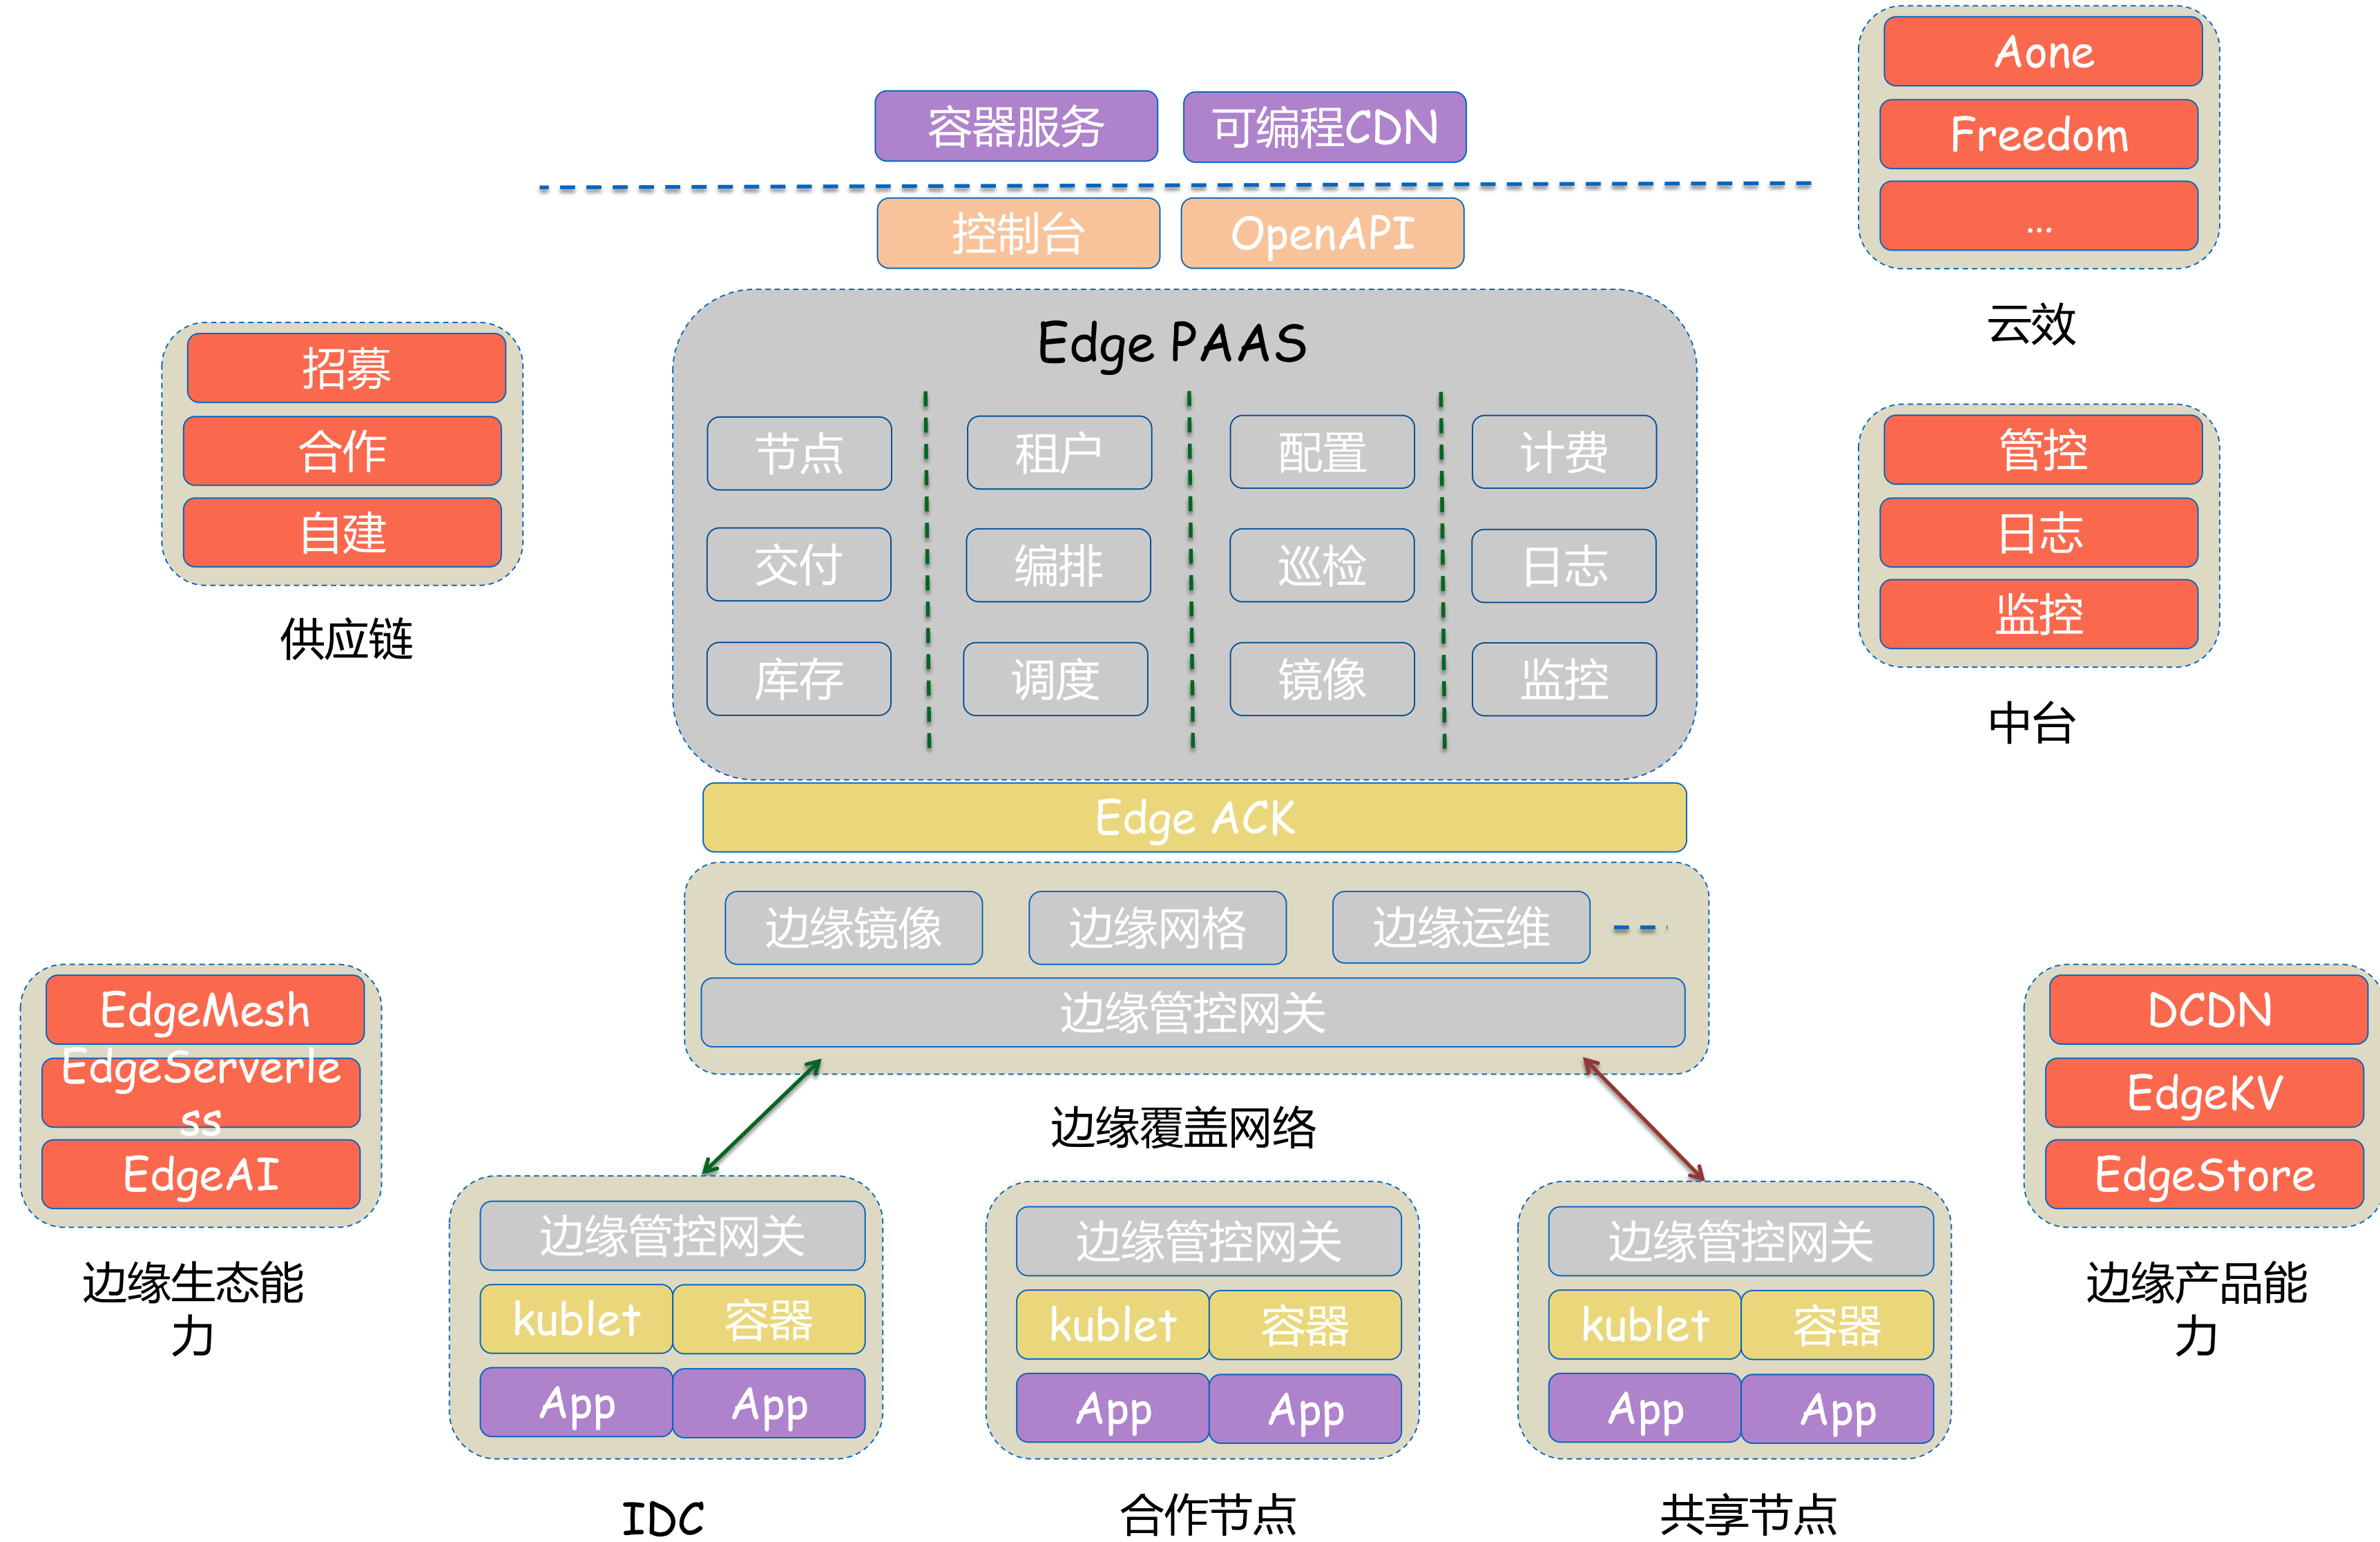 Aone
Freedom
...
云效
容器服务
可编程CDN
控制台
OpenAPI
Edge PAAS
节点
租户
配置
计费
交付
编排
巡检
日志
库存
调度
镜像
监控
招募
合作
自建
供应链
管控
日志
监控
中台
Edge ACK
边缘镜像
边缘网格
边缘运维
边缘管控网关
边缘覆盖网络
EdgeMesh
EdgeServerle
ss
EdgeAI
边缘生态能
力
DCDN
EdgeKV
EdgeStore
边缘产品能
力
边缘管控网关
kublet
容器
App
App
IDC
边缘管控网关
kublet
容器
App
App
合作节点
边缘管控网关
kublet
容器
App
App
共享节点